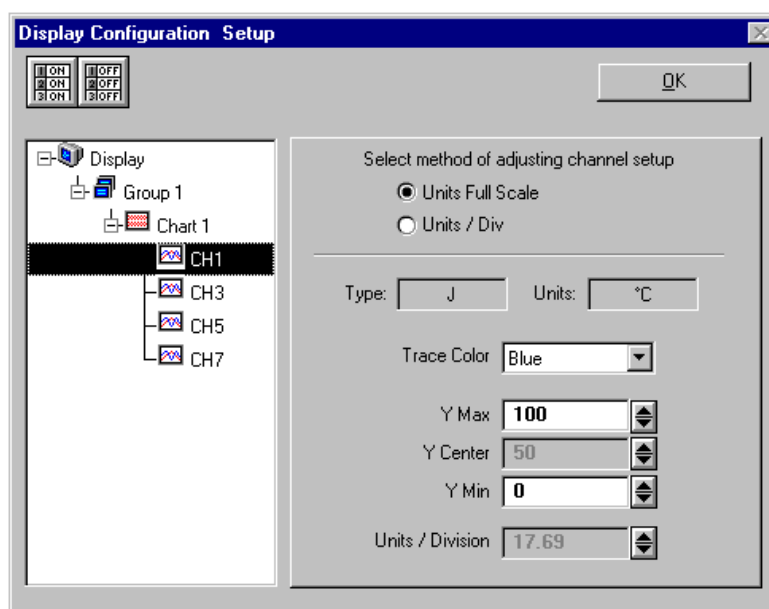 Display Configuration  Setup
1 ON 1 OFF
2 ON 2 OFF
3 ON 3 OFF
OK
Display
Group 1
Chart 1
CH1
CH3
CH5
CH7
Select method of adjusting channel setup
Units Full Scale
Units / Div
Type: J Units: °C
Trace Color Blue
Y Max 100
Y Center 50
Y Min 0
Units / Division 17.69